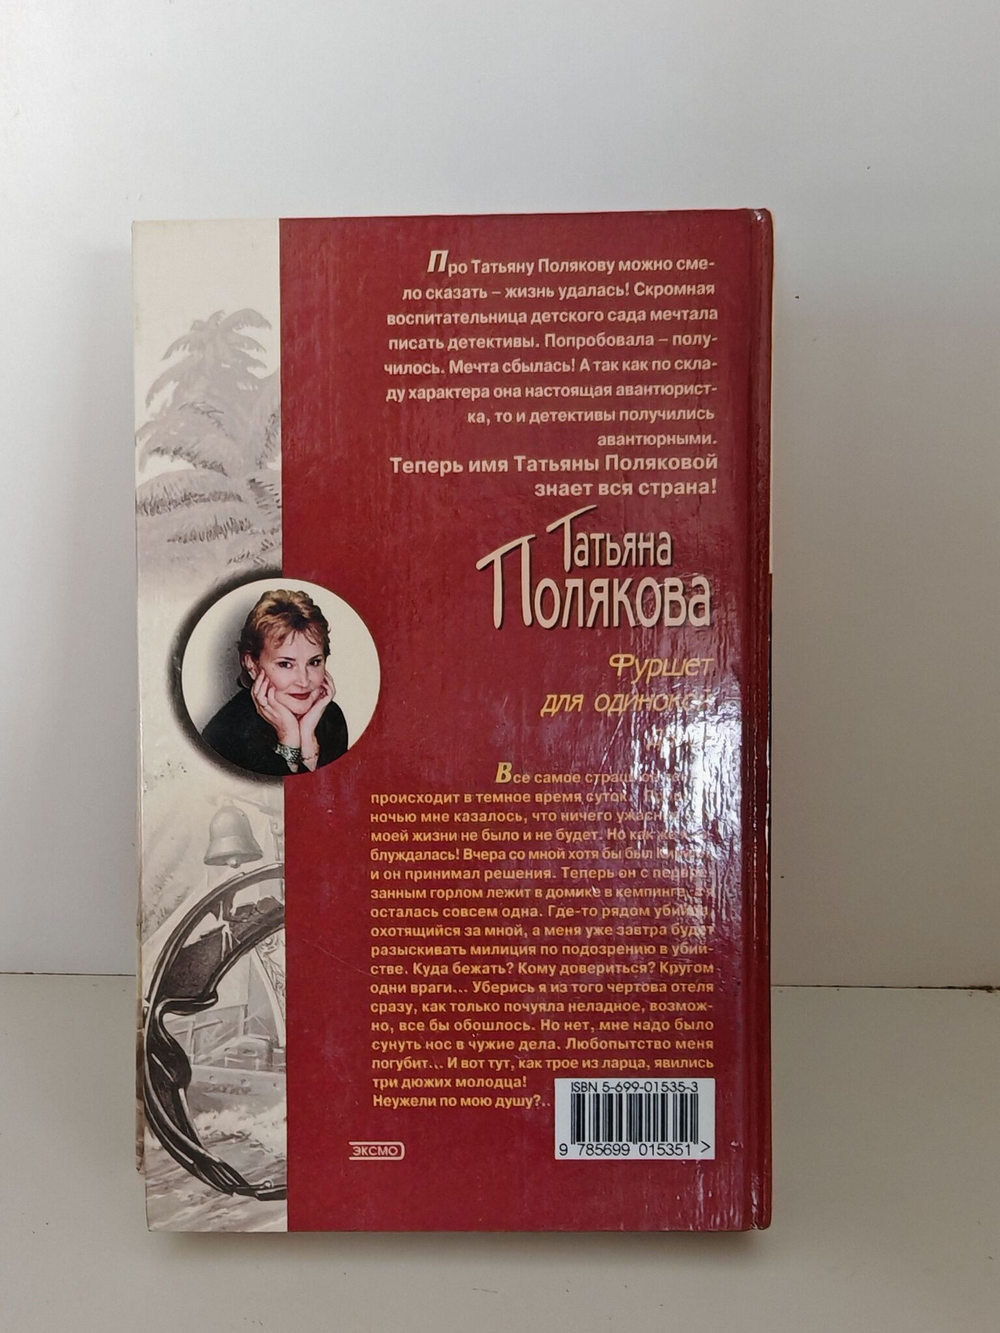 Про Татьяну Полякову можно сме-
ло сказать – жизнь удалась! Скромная
воспитательница детского сада мечтала
писать детективы. Попробовала – полу-
чилось. Мечта сбылась! А так как по скла-
ду характера она настоящая авантюрист-
ка, то и детективы получились
авантюрными.
Теперь имя Татьяны Поляковой
знает вся страна!
Татьяна
Полякова
Фуршет
для одинокой
Все самое
происходит в темное время суток.
ночью мне казалось, что ничего
моей жизни не было и не будет. Но как же
блуждалась! Вчера со мной хотя бы был
и он принимал решения. Теперь он с перере-
занным горлом лежит в домике в кемпинге, а я
осталась совсем одна. Где-то рядом убийца,
охотящийся за мной, а меня уже завтра будет
разыскивать милиция по подозрению в убий-
стве. Куда бежать? Кому довериться? Кругом
одни враги... Уберись я из того чертова отеля
сразу, как только почуяла неладное, возмож-
но, все бы обошлось. Но нет, мне надо было
сунуть нос в чужие дела. Любопытство меня
погубит... И вот тут, как трое из ларца, явились
три дюжих молодца!
Неужели по мою душу?..
ISBN 5-699-01535-3
9 785699 015351 >
ЭКСМО